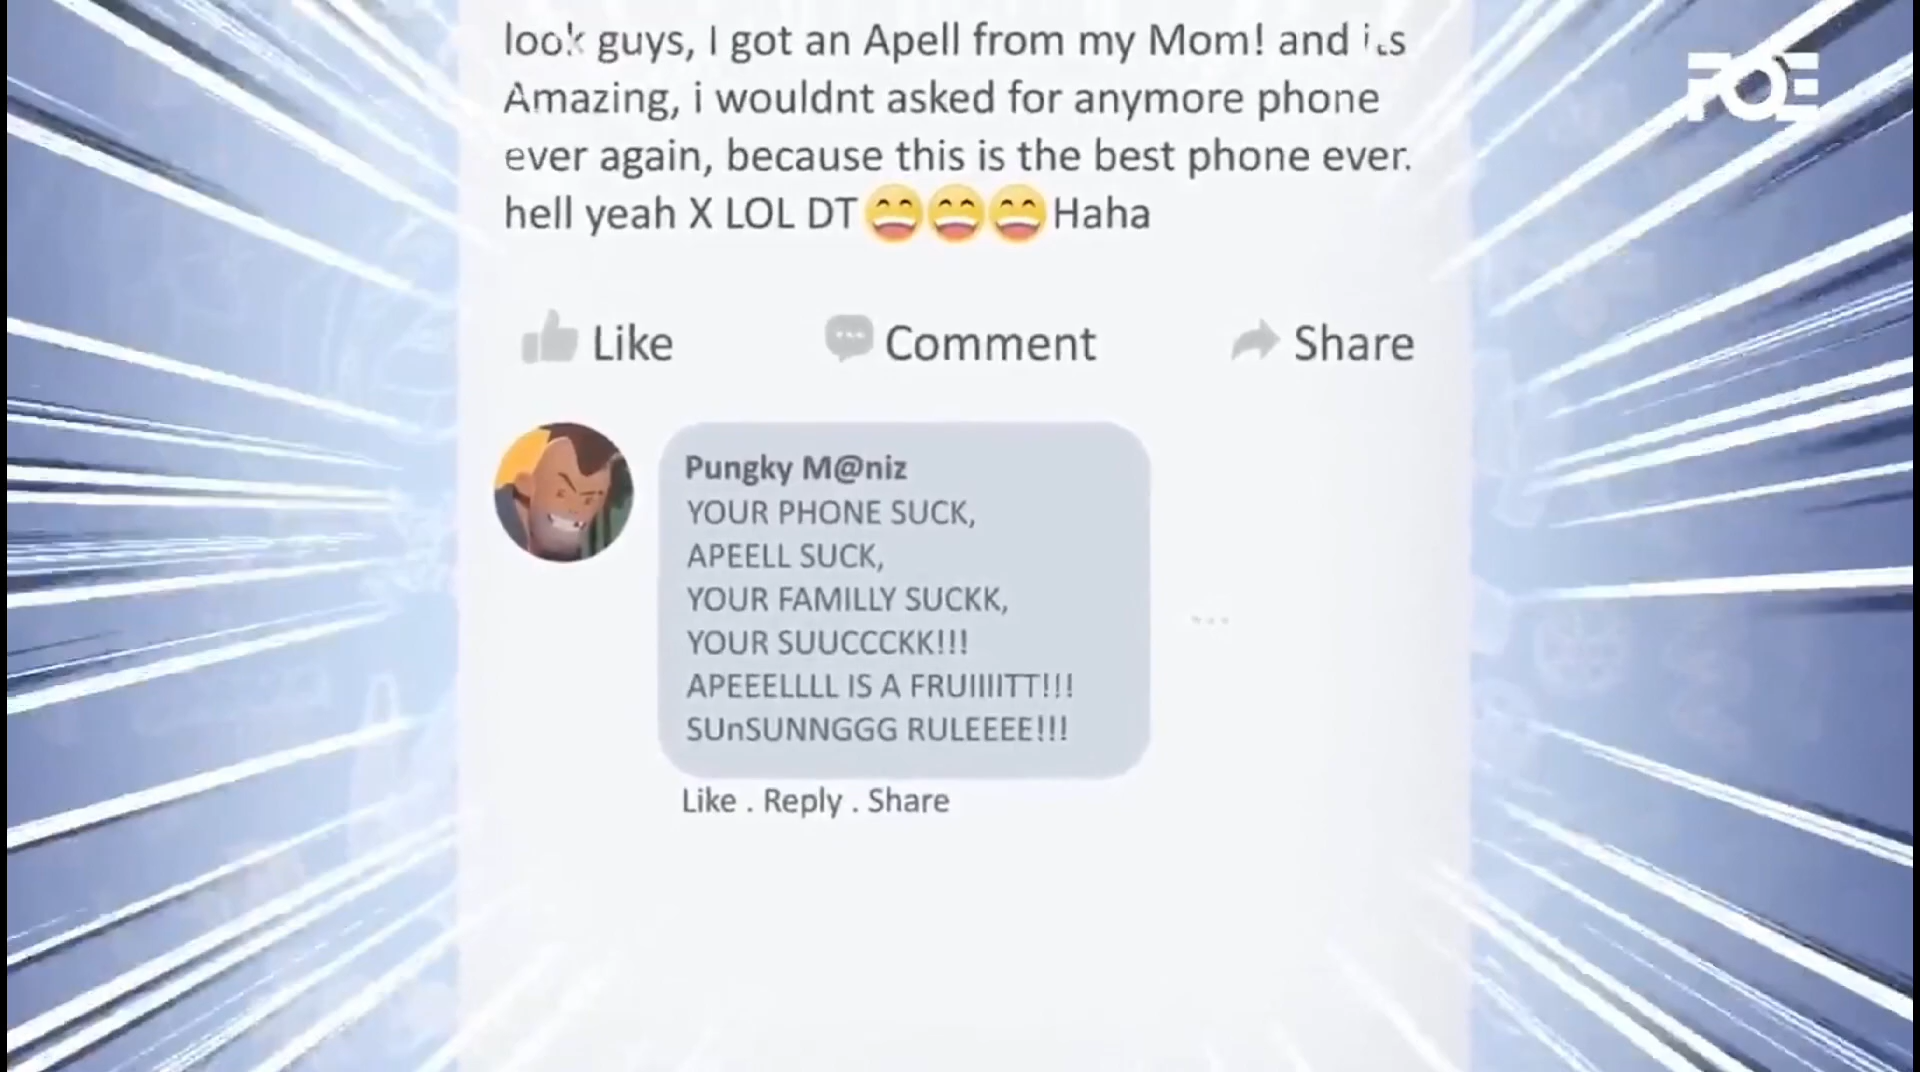 look guys, I got an Apell from my Mom! and its
Amazing, i wouldnt asked for anymore phone
ever again, because this is the best phone ever.
hell yeah X LOL DT😄😄😄Haha
Like
Comment
Share
Pungky M@niz
YOUR PHONE SUCK,
APEELL SUCK,
YOUR FAMILLY SUCKK,
YOUR SUUCCCKK!!!
APEEELLLL IS A FRUIIIITT!!!
SUnSUNNGGG RULEEEE!!!
Like . Reply . Share